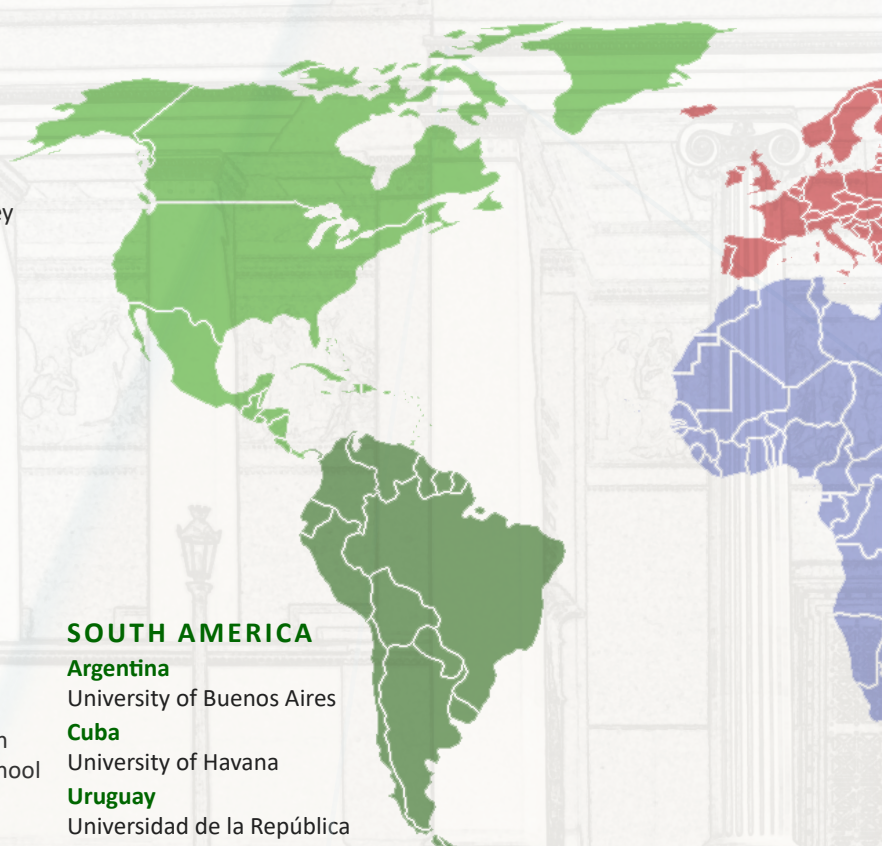 SOUTH AMERICA
Argentina
University of Buenos Aires
Cuba
University of Havana
Uruguay
Universidad de la República